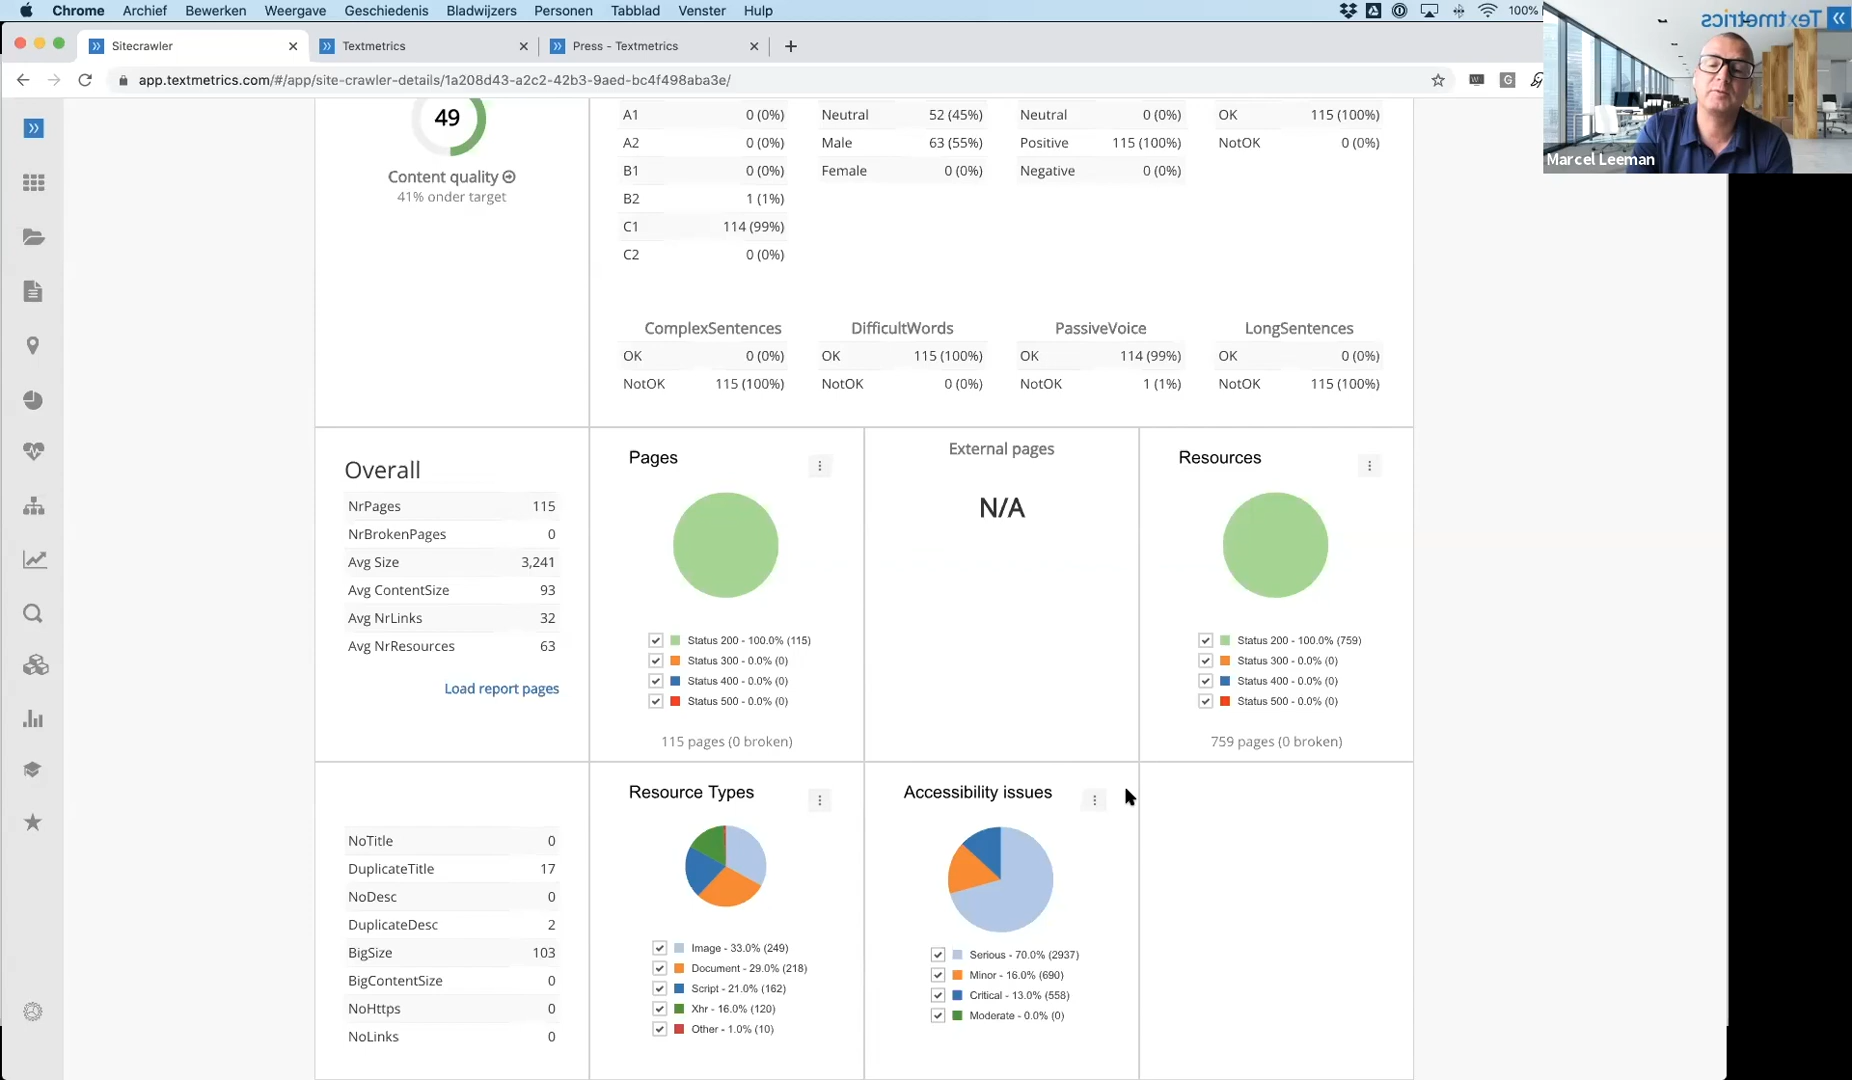 Chrome Archief Bewerken Weergave Geschiedenis Bladwijzers Personen Tabblad Venster Hulp 100%
Textmetrics
Sitecrawler Textmetrics Press - Textmetrics
app.textmetrics.com/#/app/site-crawler-details/1a208d43-a2c2-42b3-9aed-bc4f498aba3e/
Marcel Leeman
49
Content quality
41% onder target
A1 0 (0%)
A2 0 (0%)
B1 0 (0%)
B2 1 (1%)
C1 114 (99%)
C2 0 (0%)
Neutral 52 (45%)
Male 63 (55%)
Female 0 (0%)
Neutral 0 (0%)
Positive 115 (100%)
Negative 0 (0%)
OK 115 (100%)
NotOK 0 (0%)
ComplexSentences
OK 0 (0%)
NotOK 115 (100%)
DifficultWords
OK 115 (100%)
NotOK 0 (0%)
PassiveVoice
OK 114 (99%)
NotOK 1 (1%)
LongSentences
OK 0 (0%)
NotOK 115 (100%)
Overall
NrPages 115
NrBrokenPages 0
Avg Size 3,241
Avg ContentSize 93
Avg NrLinks 32
Avg NrResources 63
Load report pages
Pages
Status 200 - 100.0% (115)
Status 300 - 0.0% (0)
Status 400 - 0.0% (0)
Status 500 - 0.0% (0)
115 pages (0 broken)
External pages
N/A
Resources
Status 200 - 100.0% (759)
Status 300 - 0.0% (0)
Status 400 - 0.0% (0)
Status 500 - 0.0% (0)
759 pages (0 broken)
NoTitle 0
DuplicateTitle 17
NoDesc 0
DuplicateDesc 2
BigSize 103
BigContentSize 0
NoHttps 0
NoLinks 0
Resource Types
Image - 33.0% (249)
Document - 29.0% (218)
Script - 21.0% (162)
Xhr - 16.0% (120)
Other - 1.0% (10)
Accessibility issues
Serious - 70.0% (2937)
Minor - 16.0% (690)
Critical - 13.0% (558)
Moderate - 0.0% (0)